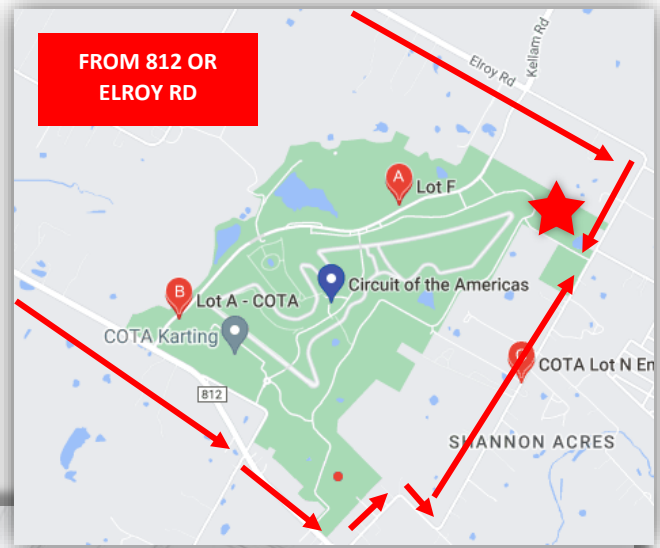 FROM 812 OR
ELROY RD
Elroy Rd
Kellam Rd
A
Lot F
B
Lot A - COTA
Circuit of the Americas
COTA Karting
COTA Lot N En
812
SHANNON ACRES